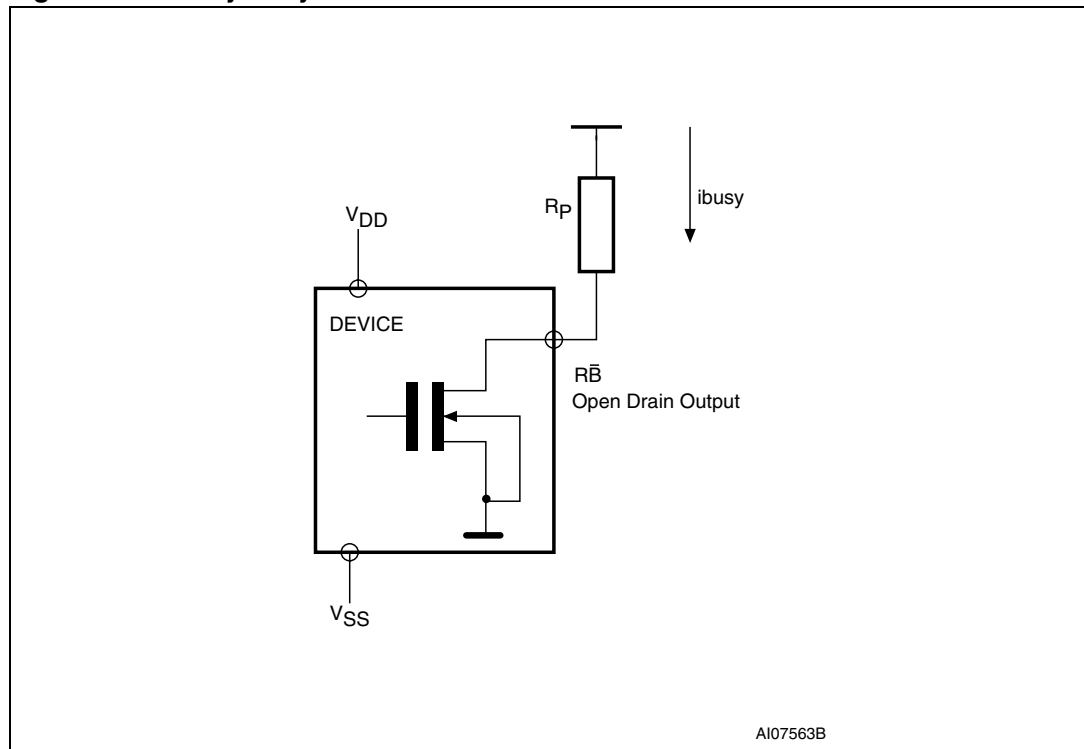 RP
ibusy
VDD
DEVICE
RB̅
Open Drain Output
VSS
AI07563B